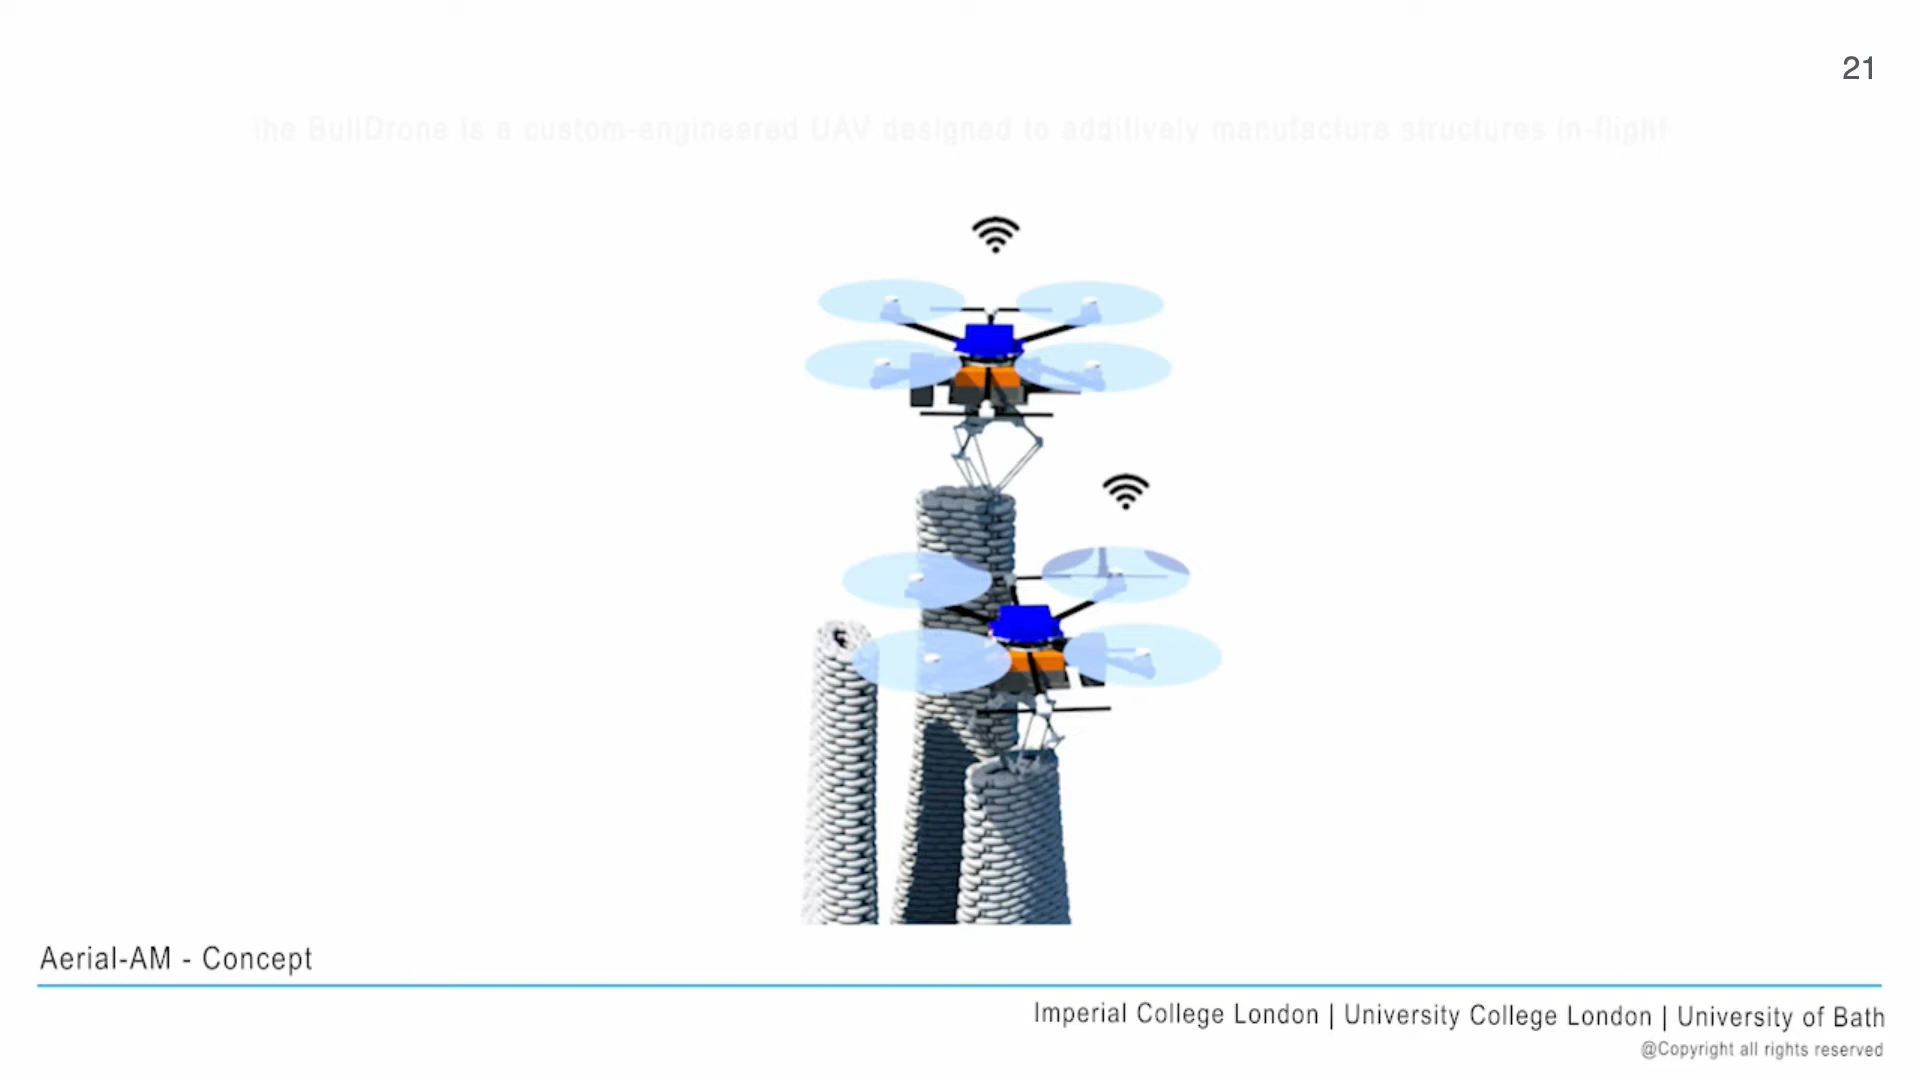 21
the BuilDrone is a custom-engineered UAV designed to additively manufacture structures in-flight
Aerial-AM - Concept
Imperial College London | University College London | University of Bath
@Copyright all rights reserved